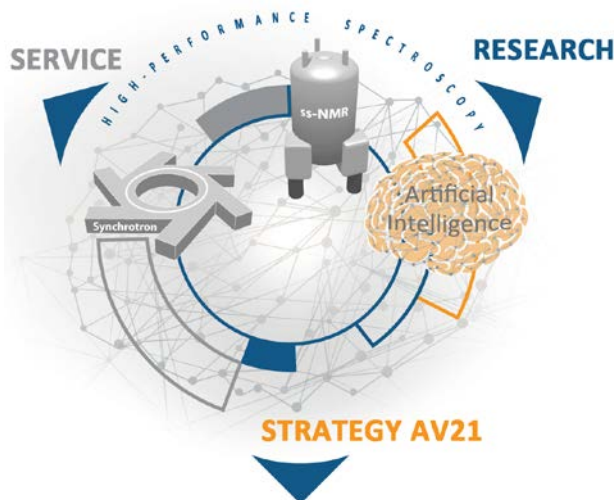 HIGH-PERFORMANCE SPECTROSCOPY
SERVICE
RESEARCH
ss-NMR
Synchrotron
Artificial
Intelligence
STRATEGY AV21